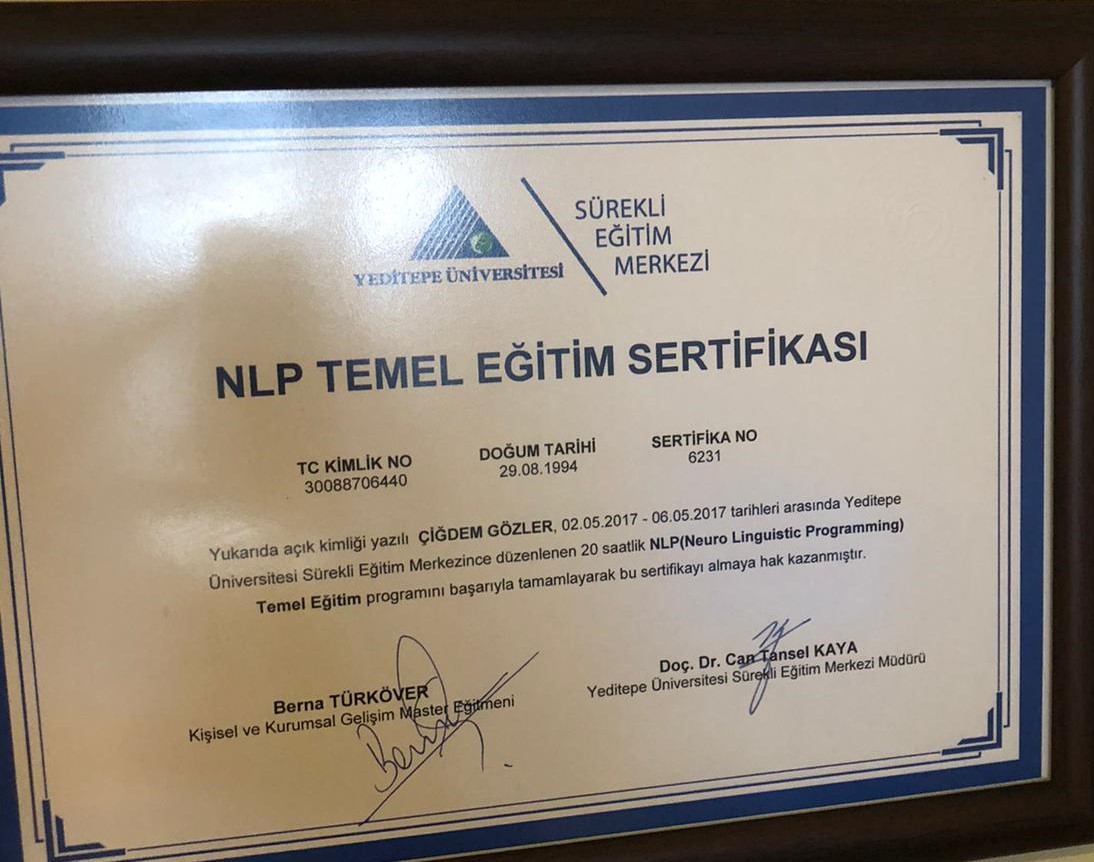 YEDİTEPE ÜNİVERSİTESİ
SÜREKLİ
EĞİTİM
MERKEZİ
NLP TEMEL EĞİTİM SERTİFİKASI
TC KİMLİK NO
30088706440
DOĞUM TARİHİ
29.08.1994
SERTİFİKA NO
6231
Yukarıda açık kimliği yazılı ÇİĞDEM GÖZLER, 02.05.2017 - 06.05.2017 tarihleri arasında Yeditepe
Üniversitesi Sürekli Eğitim Merkezince düzenlenen 20 saatlik NLP(Neuro Linguistic Programming)
Temel Eğitim programını başarıyla tamamlayarak bu sertifikayı almaya hak kazanmıştır.
Berna TÜRKÖVER
Kişisel ve Kurumsal Gelişim Master Eğitmeni
Doç. Dr. Can Tansel KAYA
Yeditepe Üniversitesi Sürekli Eğitim Merkezi Müdürü